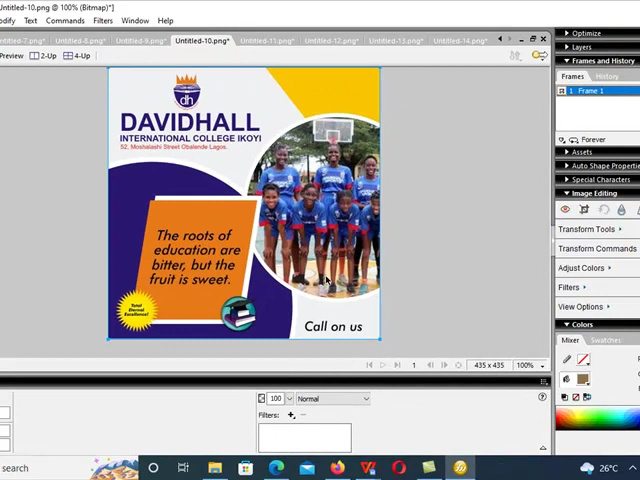 Untitled-10.png @ 100% (Bitmap)*]
odify Text Commands Filters Window Help
Untitled-7.png* Untitled-8.png* Untitled-9.png* Untitled-10.png* Untitled-11.png* Untitled-12.png* Untitled-13.png* Untitled-14.png*
Preview 2-Up 4-Up
dh
DAVIDHALL
INTERNATIONAL COLLEGE IKOYI
52, Moshalashi Street Obalende Lagos.
The roots of
education are
bitter, but the
fruit is sweet.
Total
Eternal
Excellence!
Call on us
1 435 x 435 100%
100 Normal
Filters:
Optimize
Layers
Frames and History
Frames History
1 Frame 1
Forever
Assets
Auto Shape Propertie
Special Characters
Image Editing
Transform Tools
Transform Commands
Adjust Colors
Filters
View Options
Colors
Mixer Swatches
search
26°C